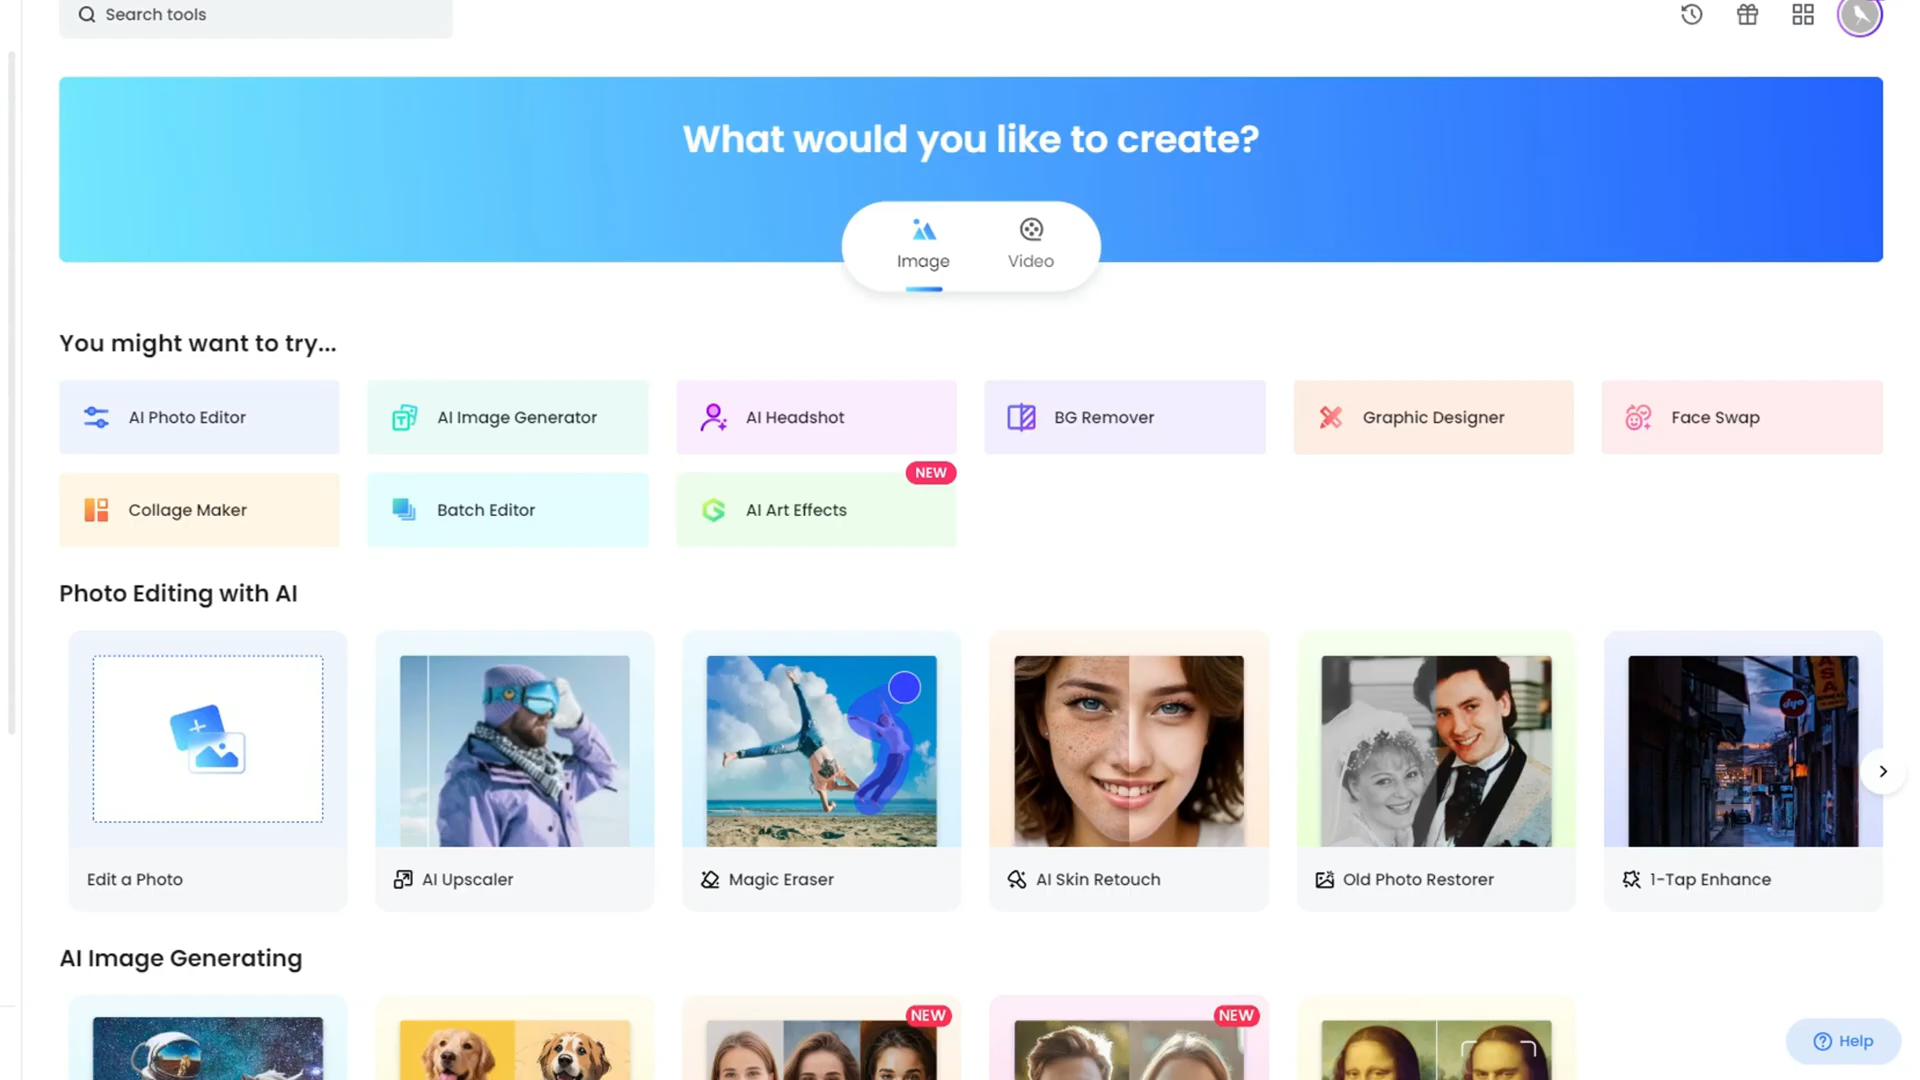 Search tools
What would you like to create?
Image
Video
You might want to try...
AI Photo Editor
AI Image Generator
AI Headshot
BG Remover
Graphic Designer
Face Swap
Collage Maker
Batch Editor
NEW
AI Art Effects
Photo Editing with AI
Edit a Photo
AI Upscaler
Magic Eraser
AI Skin Retouch
Old Photo Restorer
1-Tap Enhance
AI Image Generating
NEW
NEW
Help